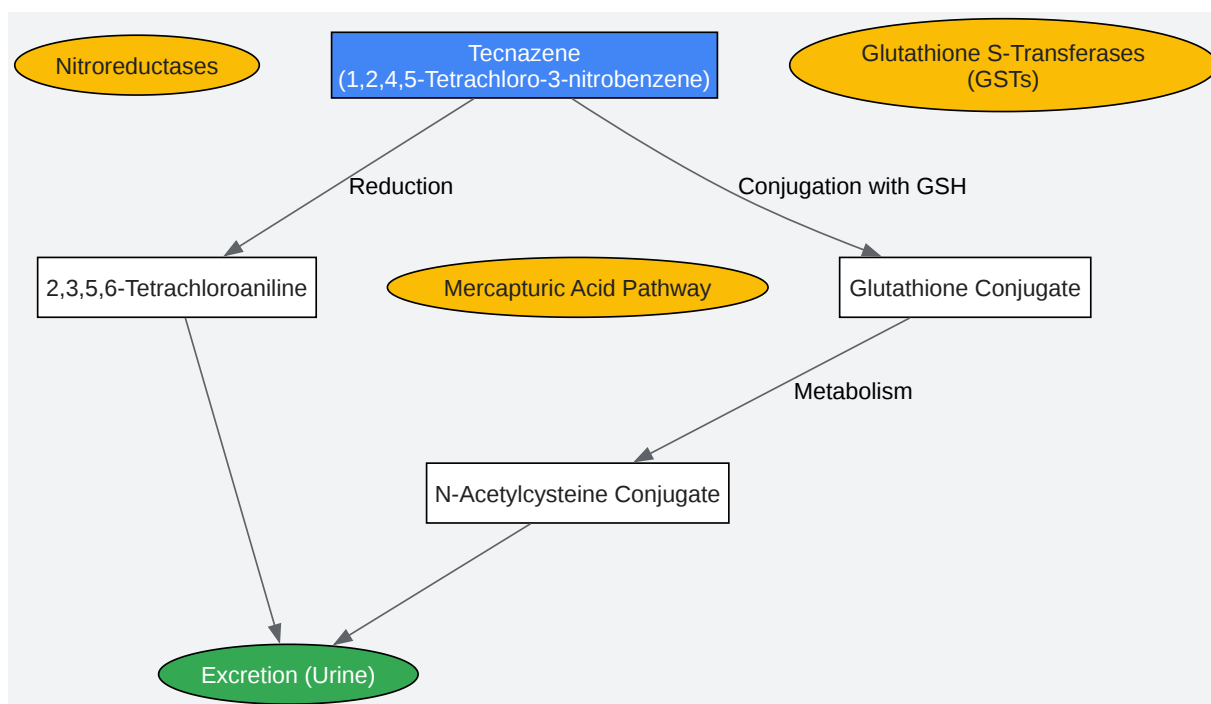 Nitroreductases
Tecnazene
(1,2,4,5-Tetrachloro-3-nitrobenzene)
Glutathione S-Transferases
(GSTs)
Reduction
Conjugation with GSH
2,3,5,6-Tetrachloroaniline
Mercapturic Acid Pathway
Glutathione Conjugate
Metabolism
N-Acetylcysteine Conjugate
Excretion (Urine)